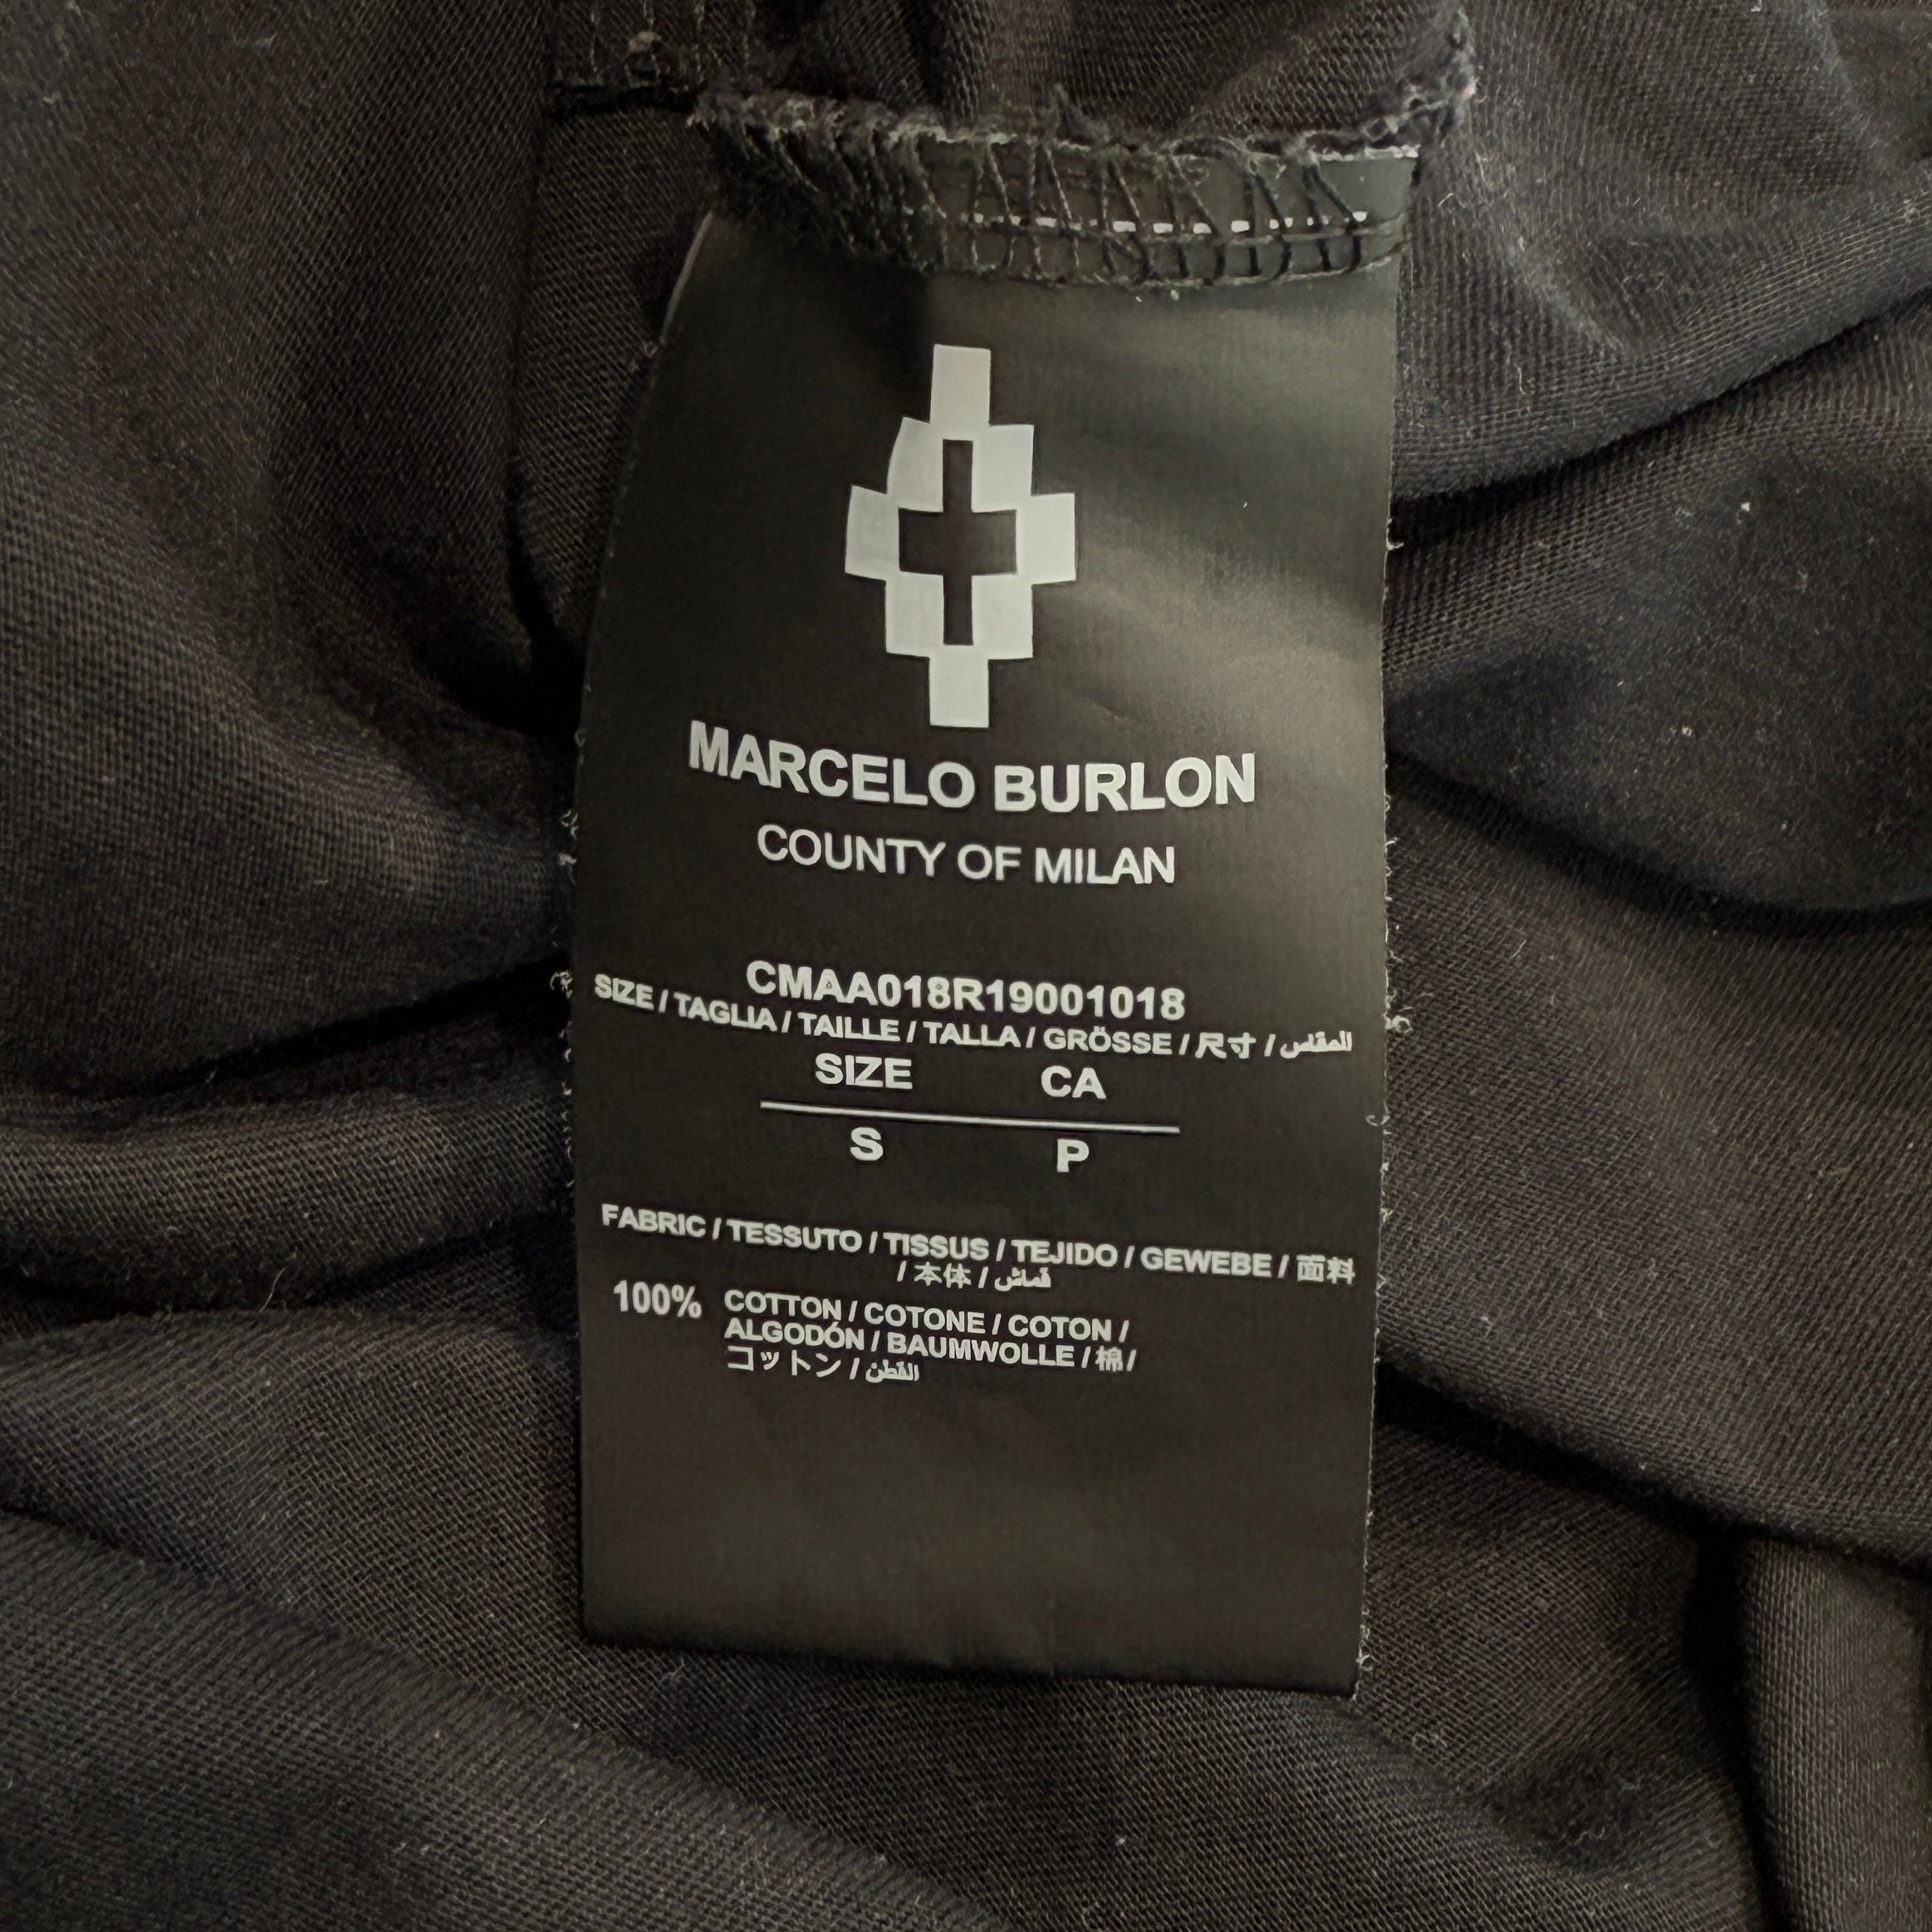 MARCELO BURLON
COUNTY OF MILAN
CMAA018R19001018
SIZE / TAGLIA / TAILLE / TALLA / GRÖSSE / 尺寸 / المقاس
SIZE CA
S P
FABRIC / TESSUTO / TISSUS / TEJIDO / GEWEBE / 面料
/ 本体 / قماش
100% COTTON / COTONE / COTON /
ALGODÓN / BAUMWOLLE / 棉 /
コットン / القطن